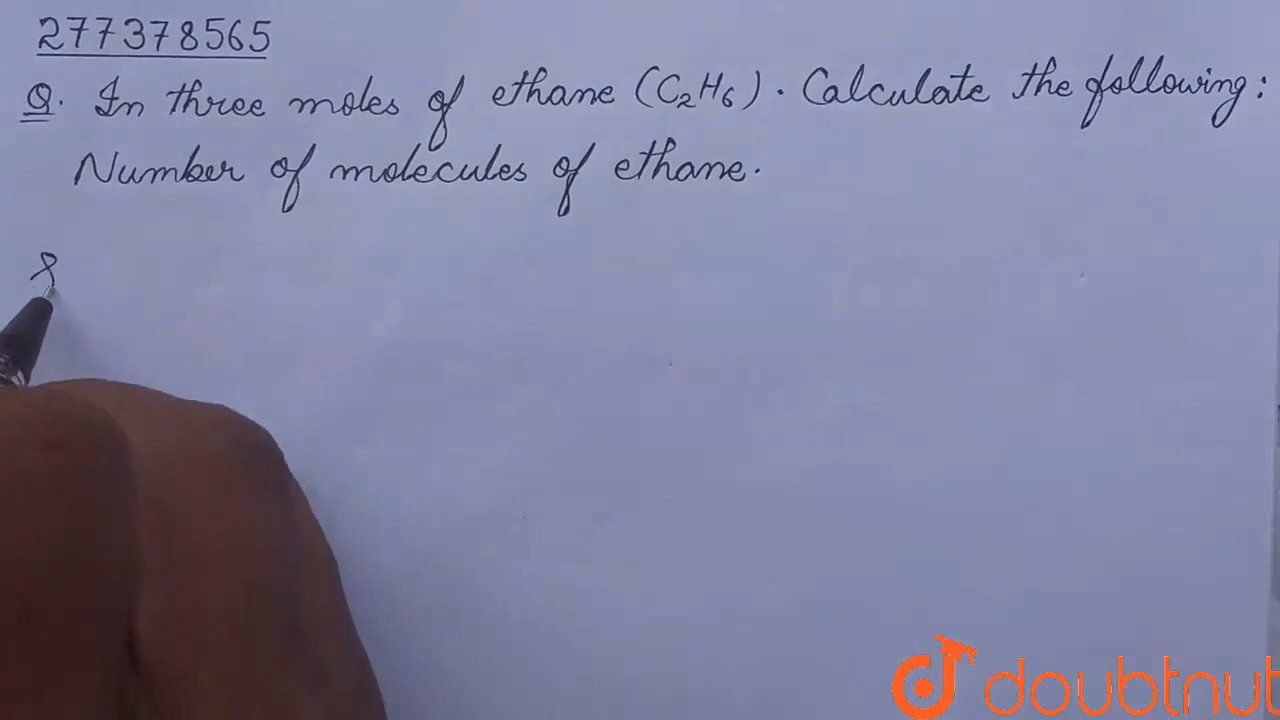 277378565
Q. In three moles of ethane (C₂H₆). Calculate the following:
Number of molecules of ethane.
doubtnut